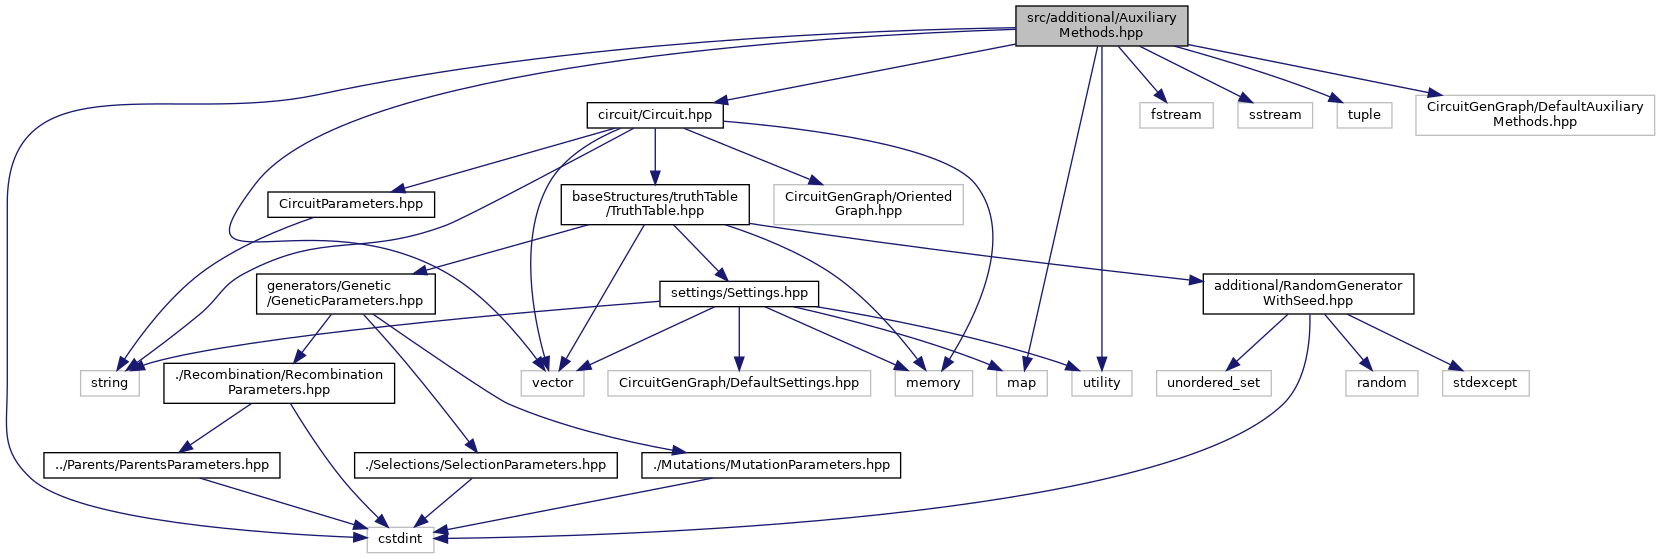 src/additional/Auxiliary
Methods.hpp
circuit/Circuit.hpp
fstream
sstream
tuple
CircuitGenGraph/DefaultAuxiliary
Methods.hpp
CircuitParameters.hpp
baseStructures/truthTable
/TruthTable.hpp
CircuitGenGraph/Oriented
Graph.hpp
generators/Genetic
/GeneticParameters.hpp
settings/Settings.hpp
additional/RandomGenerator
WithSeed.hpp
string
./Recombination/Recombination
Parameters.hpp
vector
CircuitGenGraph/DefaultSettings.hpp
memory
map
utility
unordered_set
random
stdexcept
../Parents/ParentsParameters.hpp
./Selections/SelectionParameters.hpp
./Mutations/MutationParameters.hpp
cstdint